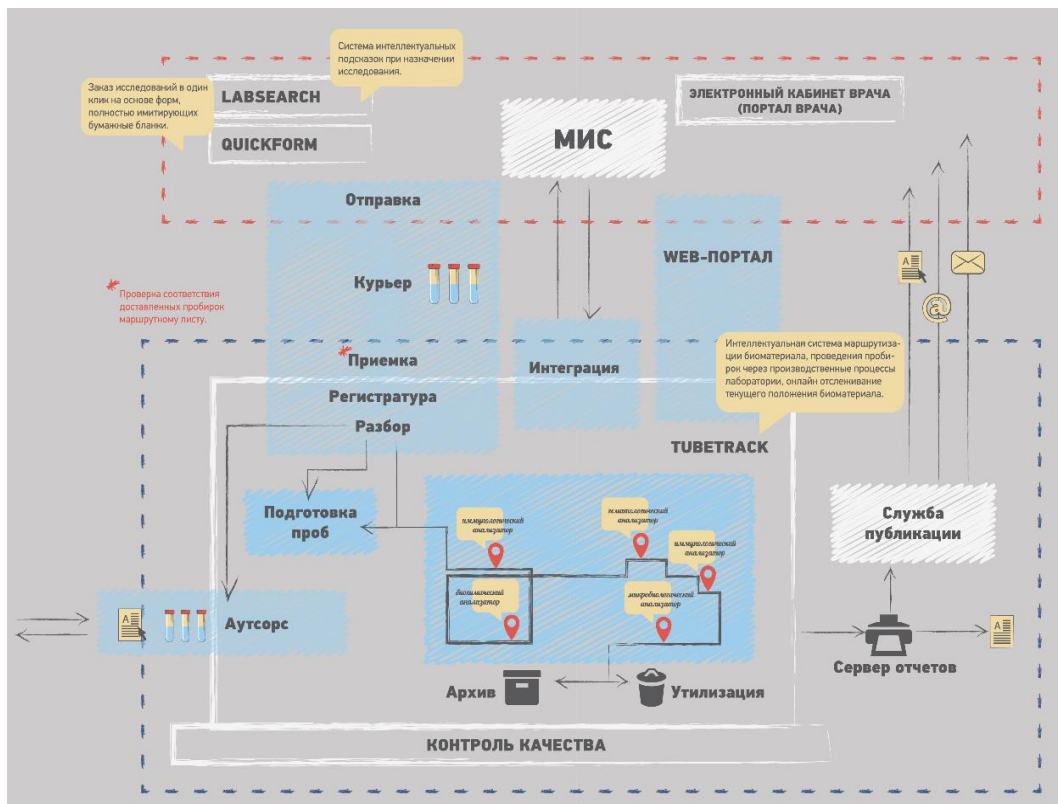 Система интеллектуальных
подсказок при назначении
исследования.
Заказ исследований в один
клик на основе форм,
полностью имитирующих
бумажные бланки.
LABSEARCH
QUICKFORM
МИС
ЭЛЕКТРОННЫЙ КАБИНЕТ ВРАЧА
(ПОРТАЛ ВРАЧА)
Отправка
WEB-ПОРТАЛ
Курьер
A
@
* Проверка соответствия
доставленных пробирок
маршрутному листу.
* Приемка
Интеграция
Интеллектуальная система маршрутиза-
ции биоматериала, проведения проби-
рок через производственные процессы
лаборатории, онлайн отсленивание
текущего положения биоматериала.
Регистратура
Разбор
TUBETRACK
Подготовка
проб
иммунологический
анализатор
гематологический
анализатор
иммунологический
анализатор
биохимический
анализатор
микробиологический
анализатор
Служба
публикации
A
Аутсорс
A
Сервер отчетов
Архив
Утилизация
КОНТРОЛЬ КАЧЕСТВА